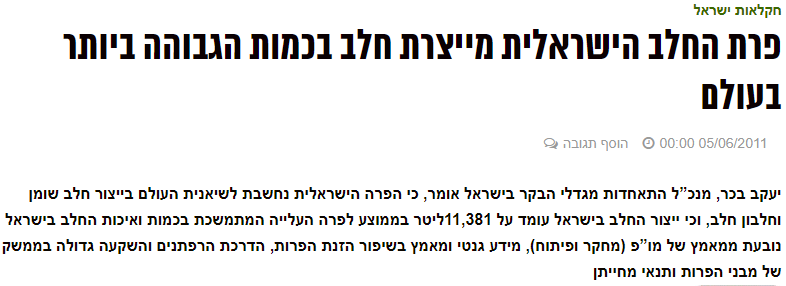 חקלאות ישראל
פרת החלב הישראלית מייצרת חלב בכמות הגבוהה ביותר
בעולם
05/06/2011 00:00 הוסף תגובה
יעקב בכר, מנכ”ל התאחדות מגדלי הבקר בישראל אומר, כי הפרה הישראלית נחשבת לשיאנית העולם בייצור חלב שומן
וחלבון חלב, וכי ייצור החלב בישראל עומד על 11,381ליטר בממוצע לפרה העלייה המתמשכת בכמות ואיכות החלב בישראל
נובעת ממאמץ של מו”פ (מחקר ופיתוח), מידע גנטי ומאמץ בשיפור הזנת הפרות, הדרכת הרפתנים והשקעה גדולה בממשק
של מבני הפרות ותנאי מחייתן